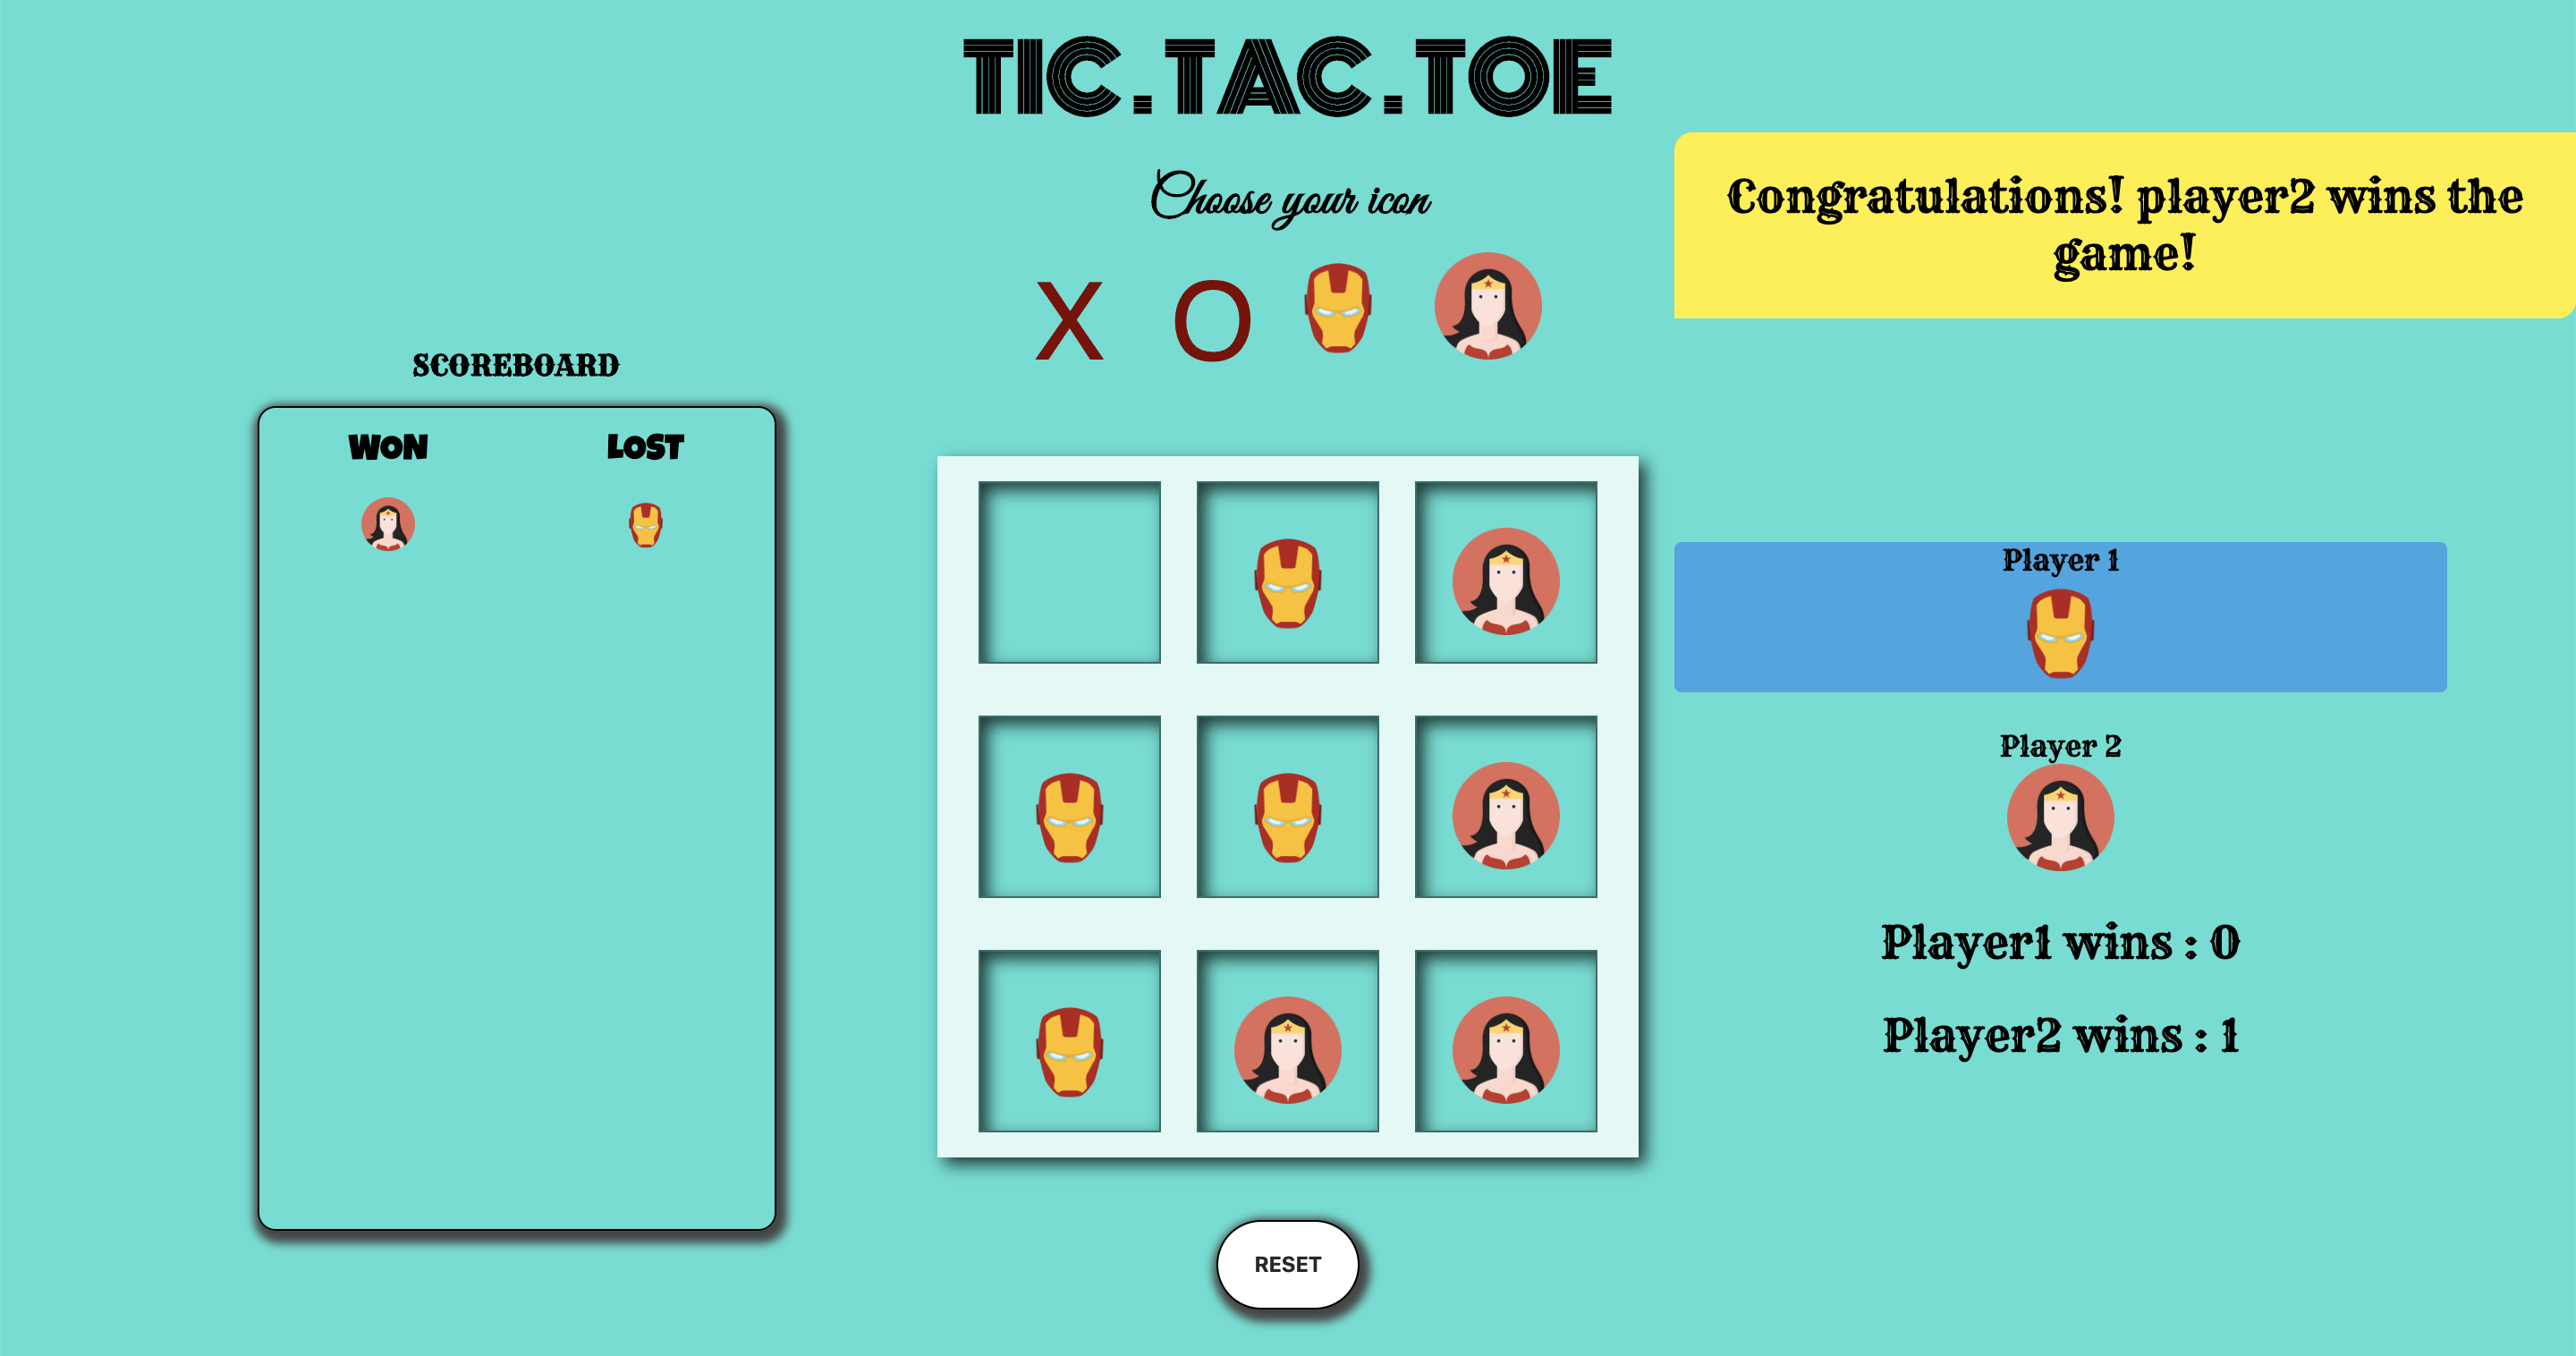 TIC.TAC.TOE
Choose your icon
X O
Congratulations! player2 wins the
game!
SCOREBOARD
WON LOST
Player 1
Player 2
Player1 wins : 0
Player2 wins : 1
RESET